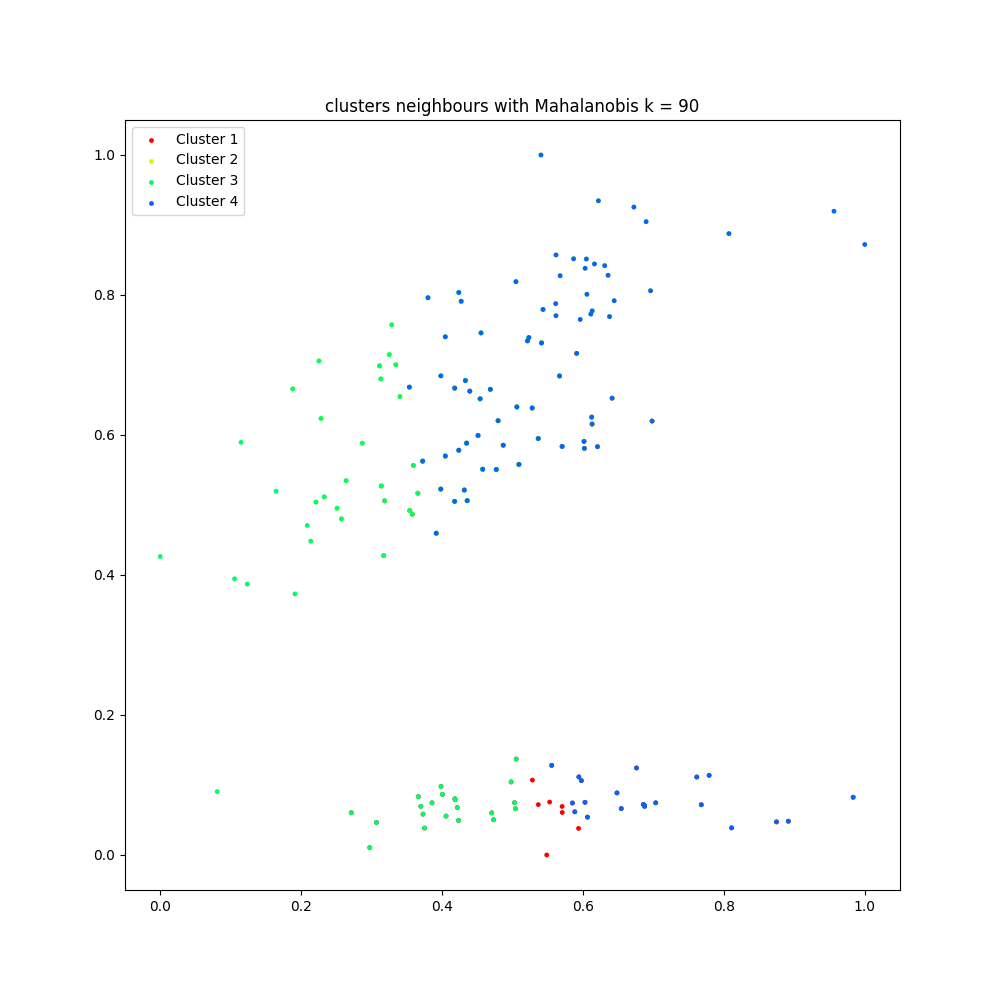 clusters neighbours with Mahalanobis k = 90
Cluster 1
Cluster 2
Cluster 3
Cluster 4
1.0
0.8
0.6
0.4
0.2
0.0
0.0 0.2 0.4 0.6 0.8 1.0